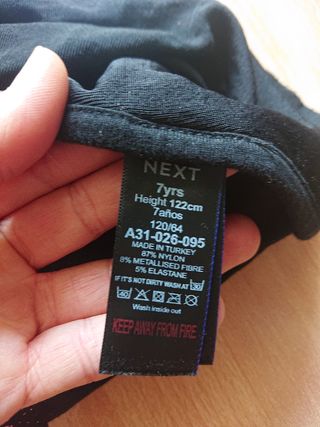 NEXT
7yrs
Height 122cm
7años
120/64
A31-026-095
MADE IN TURKEY
87% NYLON
8% METALLISED FIBRE
5% ELASTANE
IF IT'S NOT DIRTY WASH AT 30
40
Wash inside out
KEEP AWAY FROM FIRE